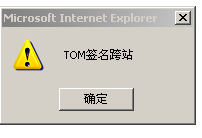 Microsoft Internet Explorer
TOM签名跨站
确定